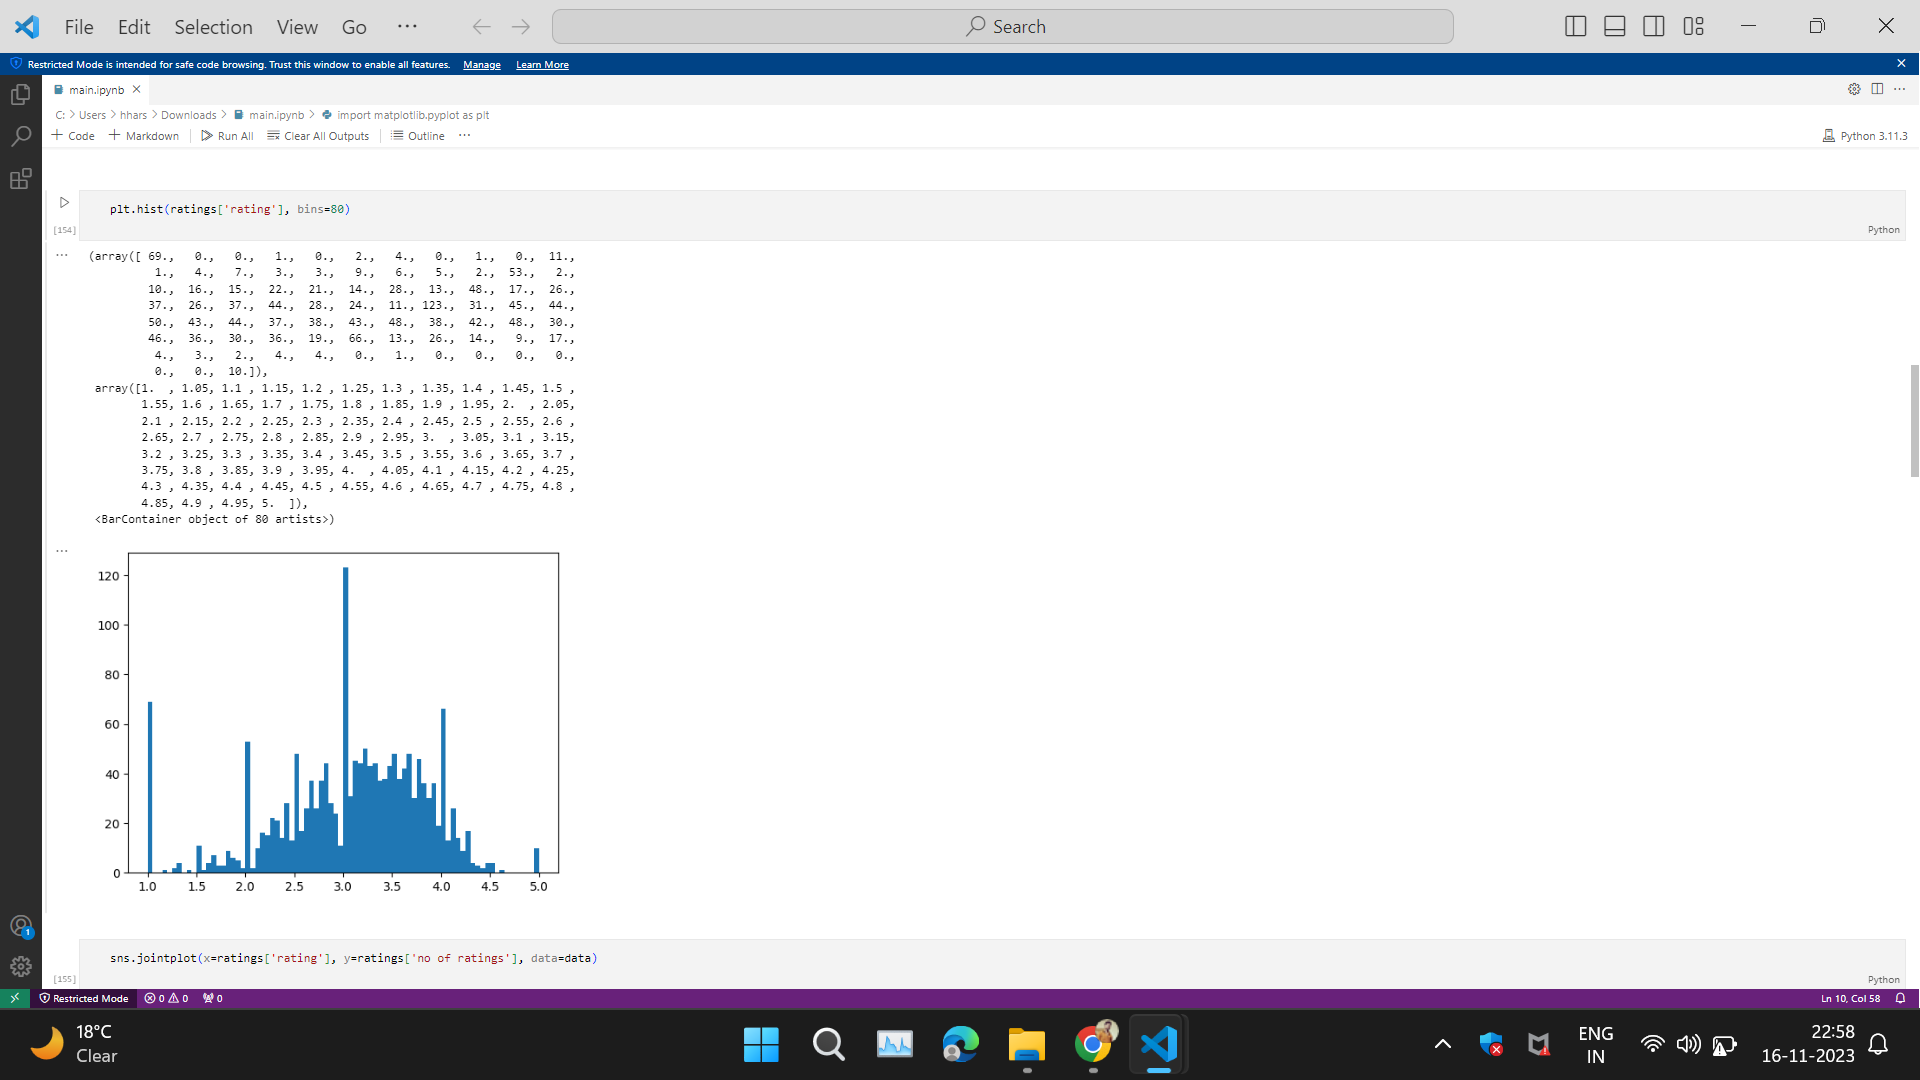 File Edit Selection View Go ··· Search
Restricted Mode is intended for safe code browsing. Trust this window to enable all features. Manage Learn More
main.ipynb
C: > Users > hhars > Downloads > main.ipynb > import matplotlib.pyplot as plt
+ Code + Markdown Run All Clear All Outputs Outline ··· Python 3.11.3
plt.hist(ratings['rating'], bins=80)
[154] Python
(array([ 69.,   0.,   0.,   1.,   0.,   2.,   4.,   0.,   1.,   0.,  11.,
1.,   4.,   7.,   3.,   3.,   9.,   6.,   5.,   2.,  53.,   2.,
10.,  16.,  15.,  22.,  21.,  14.,  28.,  13.,  48.,  17.,  26.,
37.,  26.,  37.,  44.,  28.,  24.,  11., 123.,  31.,  45.,  44.,
50.,  43.,  44.,  37.,  38.,  43.,  48.,  38.,  42.,  48.,  30.,
46.,  36.,  30.,  36.,  19.,  66.,  13.,  26.,  14.,   9.,  17.,
4.,   3.,   2.,   4.,   4.,   0.,   1.,   0.,   0.,   0.,   0.,
0.,   0.,  10.]),
array([1.  , 1.05, 1.1 , 1.15, 1.2 , 1.25, 1.3 , 1.35, 1.4 , 1.45, 1.5 ,
1.55, 1.6 , 1.65, 1.7 , 1.75, 1.8 , 1.85, 1.9 , 1.95, 2.  , 2.05,
2.1 , 2.15, 2.2 , 2.25, 2.3 , 2.35, 2.4 , 2.45, 2.5 , 2.55, 2.6 ,
2.65, 2.7 , 2.75, 2.8 , 2.85, 2.9 , 2.95, 3.  , 3.05, 3.1 , 3.15,
3.2 , 3.25, 3.3 , 3.35, 3.4 , 3.45, 3.5 , 3.55, 3.6 , 3.65, 3.7 ,
3.75, 3.8 , 3.85, 3.9 , 3.95, 4.  , 4.05, 4.1 , 4.15, 4.2 , 4.25,
4.3 , 4.35, 4.4 , 4.45, 4.5 , 4.55, 4.6 , 4.65, 4.7 , 4.75, 4.8 ,
4.85, 4.9 , 4.95, 5.  ]),
<BarContainer object of 80 artists>)
120
100
80
60
40
20
0
1.0 1.5 2.0 2.5 3.0 3.5 4.0 4.5 5.0
sns.jointplot(x=ratings['rating'], y=ratings['no of ratings'], data=data)
[155] Python
1
Restricted Mode 0 0 0 Ln 10, Col 58
18°C
Clear
ENG
IN
22:58
16-11-2023